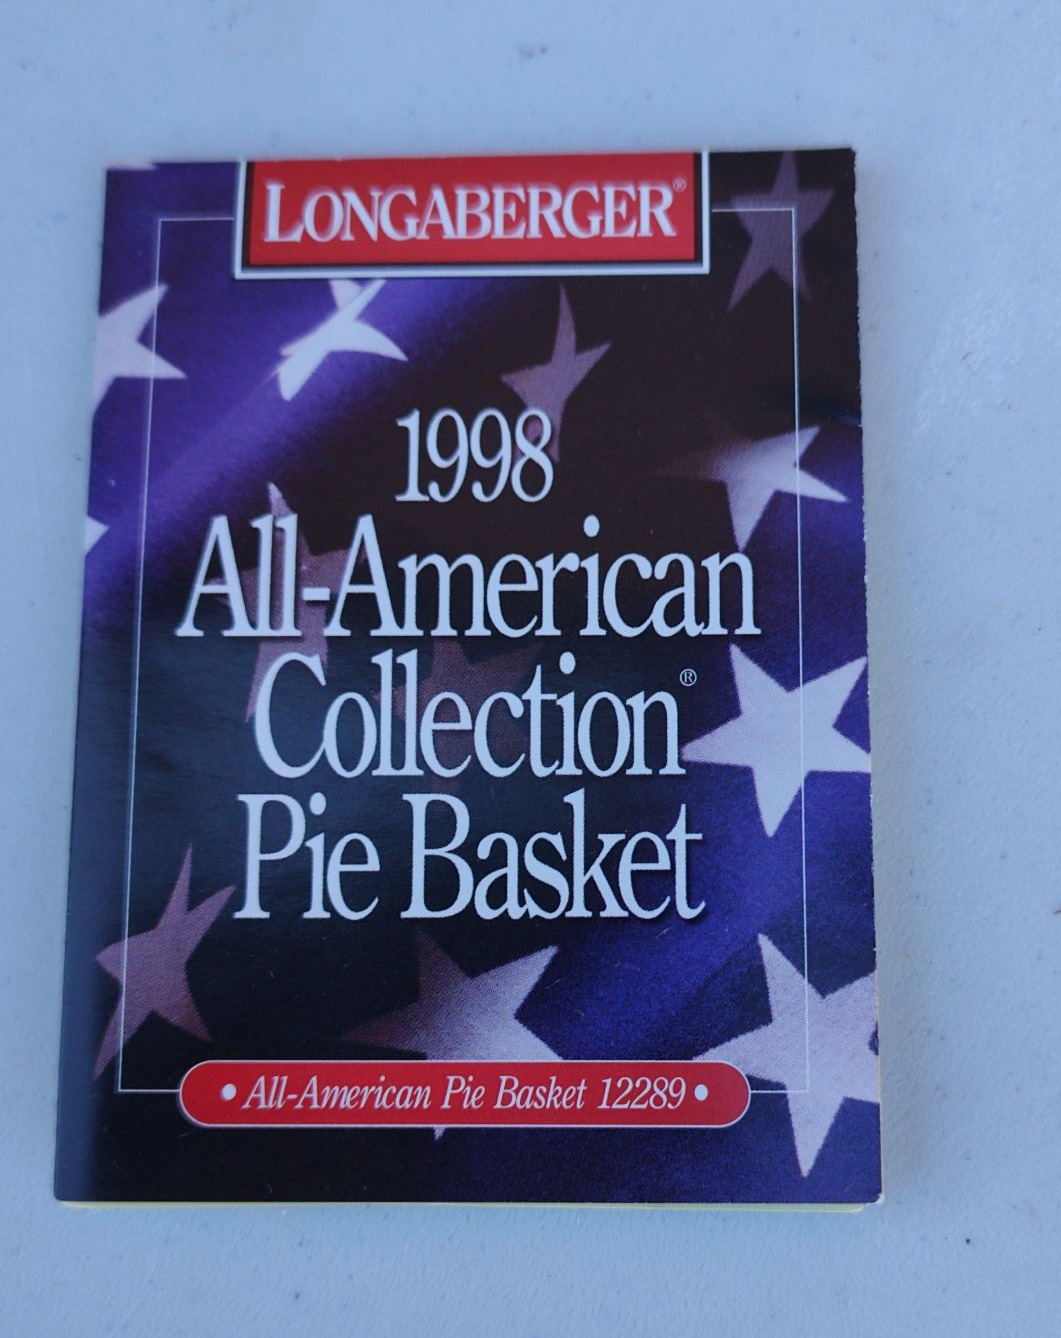 LONGABERGER®
1998
All-American
Collection®
Pie Basket
• All-American Pie Basket 12289 •